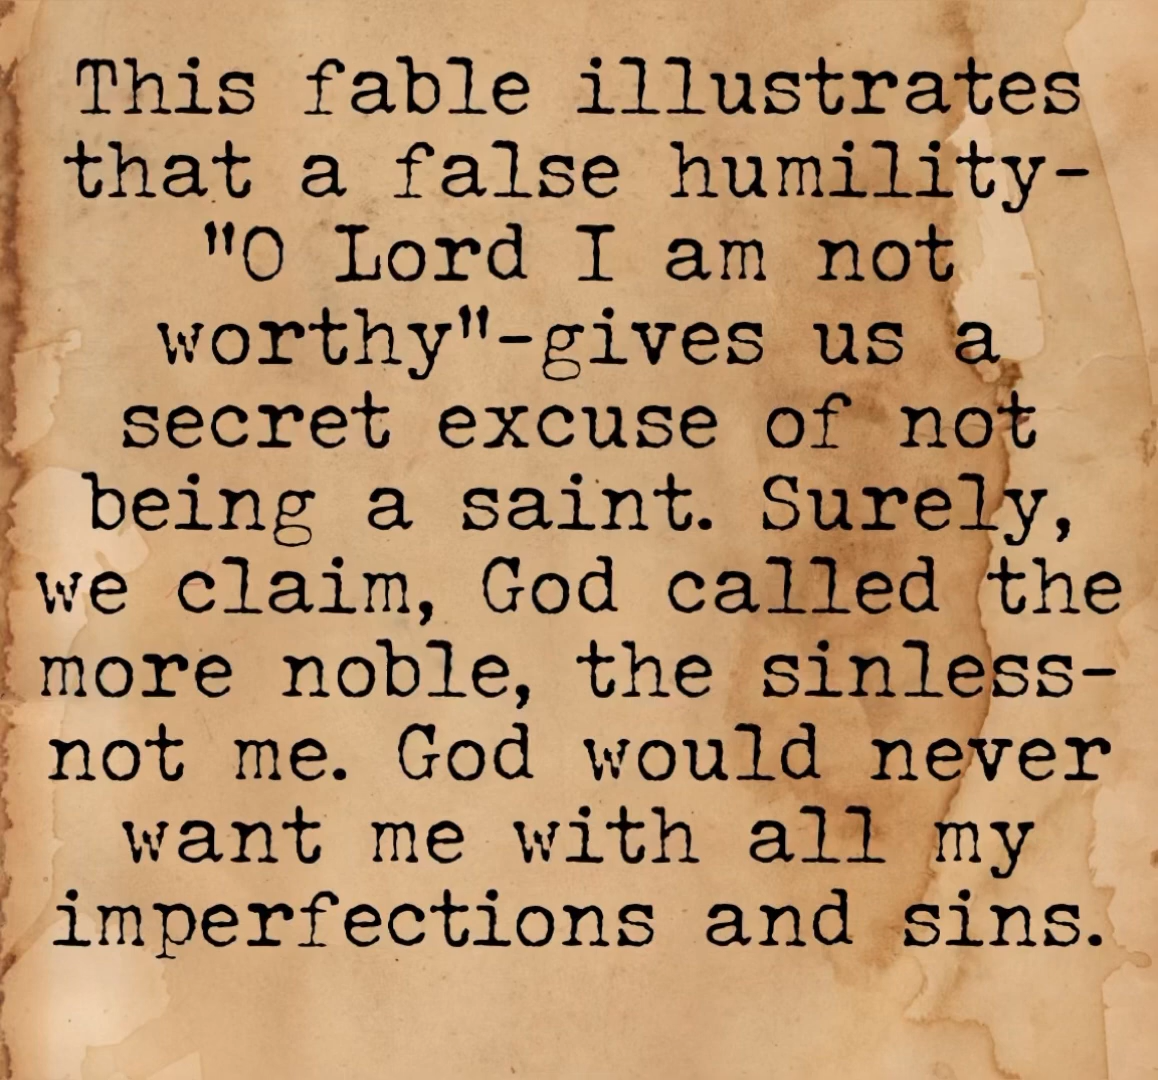 This fable illustrates
that a false humility-
"O Lord I am not
worthy"-gives us a
secret excuse of not
being a saint. Surely,
we claim, God called the
more noble, the sinless-
not me. God would never
want me with all my
imperfections and sins.